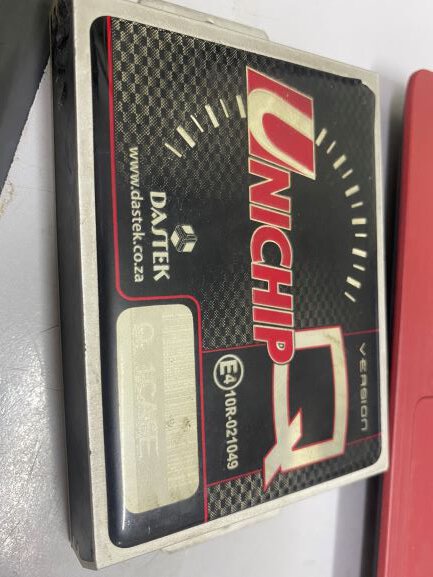 UNICHIP
D
Q
VERSION
DASTEK
www.dastek.co.za
E4
10R-021049